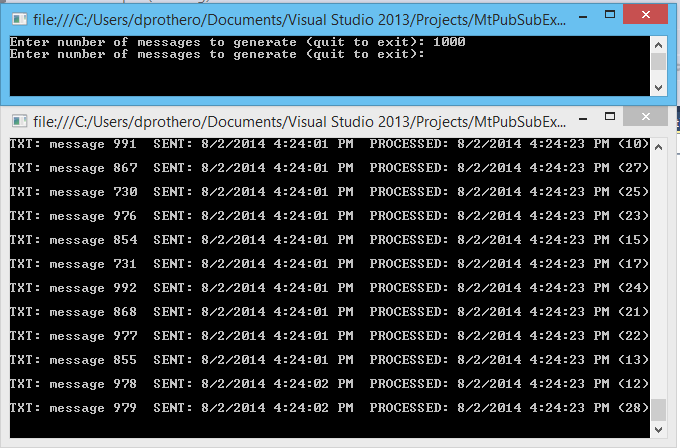 file:///C:/Users/dprothero/Documents/Visual Studio 2013/Projects/MtPubSubEx...
Enter number of messages to generate (quit to exit): 1000
Enter number of messages to generate (quit to exit):
file:///C:/Users/dprothero/Documents/Visual Studio 2013/Projects/MtPubSubEx...
TXT: message 991 SENT: 8/2/2014 4:24:01 PM PROCESSED: 8/2/2014 4:24:23 PM (10)
TXT: message 867 SENT: 8/2/2014 4:24:01 PM PROCESSED: 8/2/2014 4:24:23 PM (27)
TXT: message 730 SENT: 8/2/2014 4:24:01 PM PROCESSED: 8/2/2014 4:24:23 PM (25)
TXT: message 976 SENT: 8/2/2014 4:24:01 PM PROCESSED: 8/2/2014 4:24:23 PM (23)
TXT: message 854 SENT: 8/2/2014 4:24:01 PM PROCESSED: 8/2/2014 4:24:23 PM (15)
TXT: message 731 SENT: 8/2/2014 4:24:01 PM PROCESSED: 8/2/2014 4:24:23 PM (17)
TXT: message 992 SENT: 8/2/2014 4:24:01 PM PROCESSED: 8/2/2014 4:24:23 PM (24)
TXT: message 868 SENT: 8/2/2014 4:24:01 PM PROCESSED: 8/2/2014 4:24:23 PM (21)
TXT: message 977 SENT: 8/2/2014 4:24:01 PM PROCESSED: 8/2/2014 4:24:23 PM (22)
TXT: message 855 SENT: 8/2/2014 4:24:01 PM PROCESSED: 8/2/2014 4:24:23 PM (13)
TXT: message 978 SENT: 8/2/2014 4:24:02 PM PROCESSED: 8/2/2014 4:24:23 PM (12)
TXT: message 979 SENT: 8/2/2014 4:24:02 PM PROCESSED: 8/2/2014 4:24:23 PM (28)